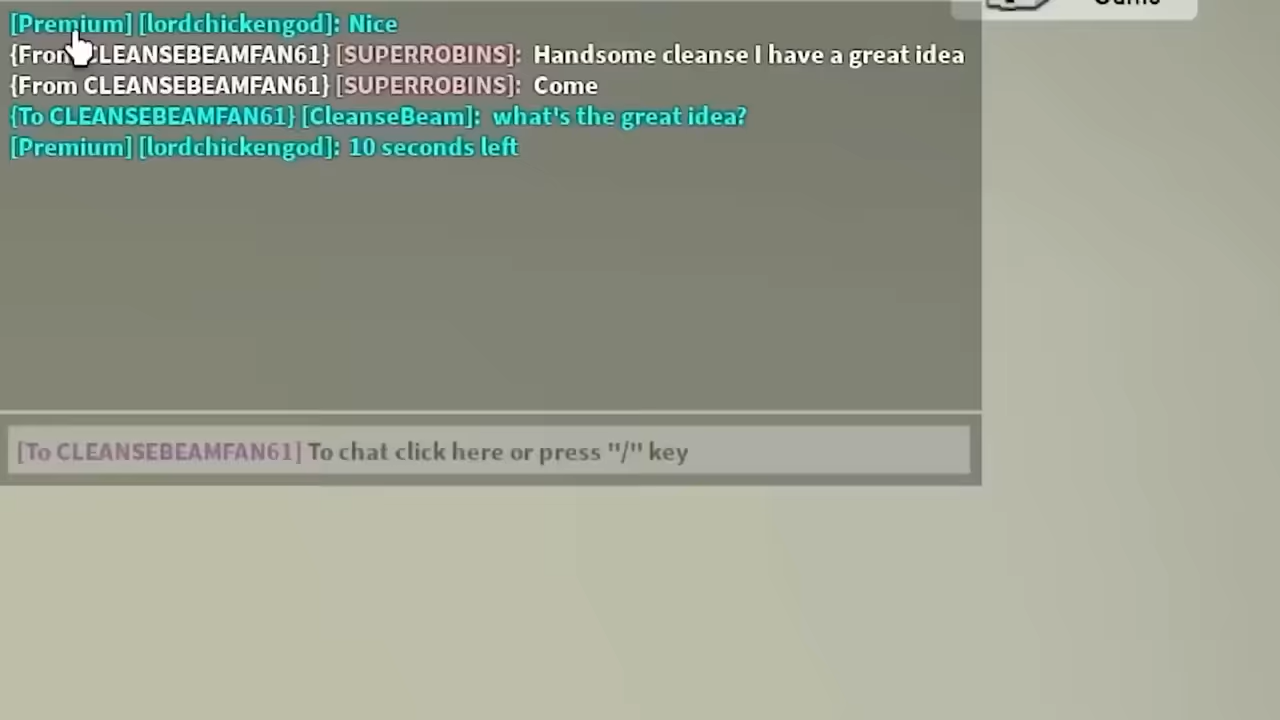 Game
[Premium] [lordchickengod]: Nice
{From CLEANSEBEAMFAN61} [SUPERROBINS]: Handsome cleanse I have a great idea
{From CLEANSEBEAMFAN61} [SUPERROBINS]: Come
{To CLEANSEBEAMFAN61} [CleanseBeam]: what's the great idea?
[Premium] [lordchickengod]: 10 seconds left
[To CLEANSEBEAMFAN61] To chat click here or press "/" key